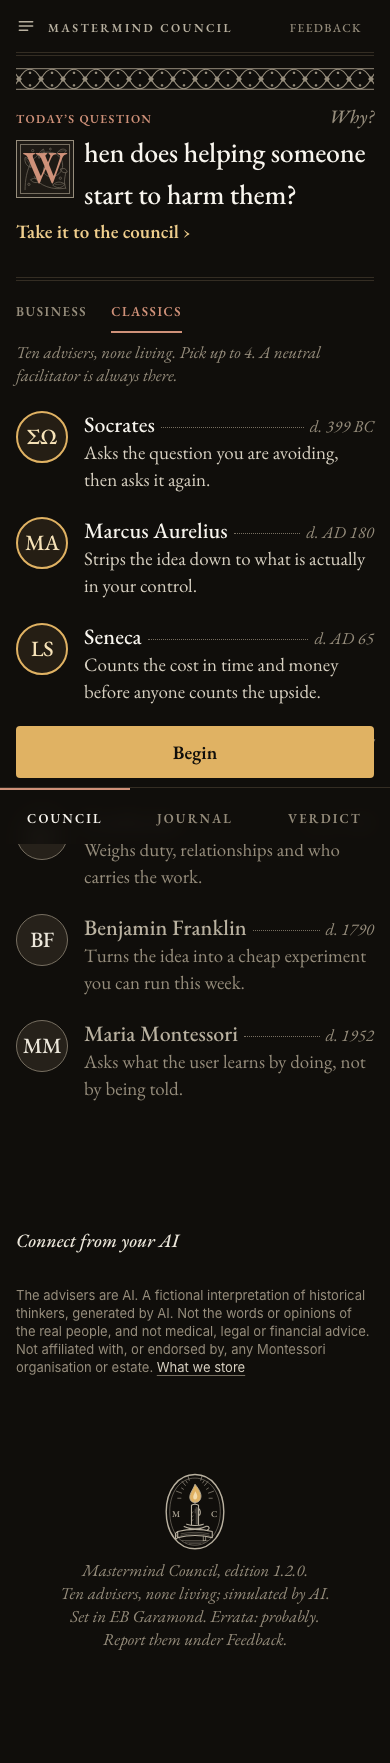 MASTERMIND COUNCIL
FEEDBACK
TODAY'S QUESTION
Why?
When does helping someone
start to harm them?
Take it to the council ›
BUSINESS
CLASSICS
Ten advisers, none living. Pick up to 4. A neutral
facilitator is always there.
ΣΩ
Socrates
d. 399 BC
Asks the question you are avoiding,
then asks it again.
MA
Marcus Aurelius
d. AD 180
Strips the idea down to what is actually
in your control.
LS
Seneca
d. AD 65
Counts the cost in time and money
before anyone counts the upside.
Begin
COUNCIL
JOURNAL
VERDICT
Weighs duty, relationships and who
carries the work.
BF
Benjamin Franklin
d. 1790
Turns the idea into a cheap experiment
you can run this week.
MM
Maria Montessori
d. 1952
Asks what the user learns by doing, not
by being told.
Connect from your AI
The advisers are AI. A fictional interpretation of historical
thinkers, generated by AI. Not the words or opinions of
the real people, and not medical, legal or financial advice.
Not affiliated with, or endorsed by, any Montessori
organisation or estate. What we store
M C
Mastermind Council, edition 1.2.0.
Ten advisers, none living; simulated by AI.
Set in EB Garamond. Errata: probably.
Report them under Feedback.